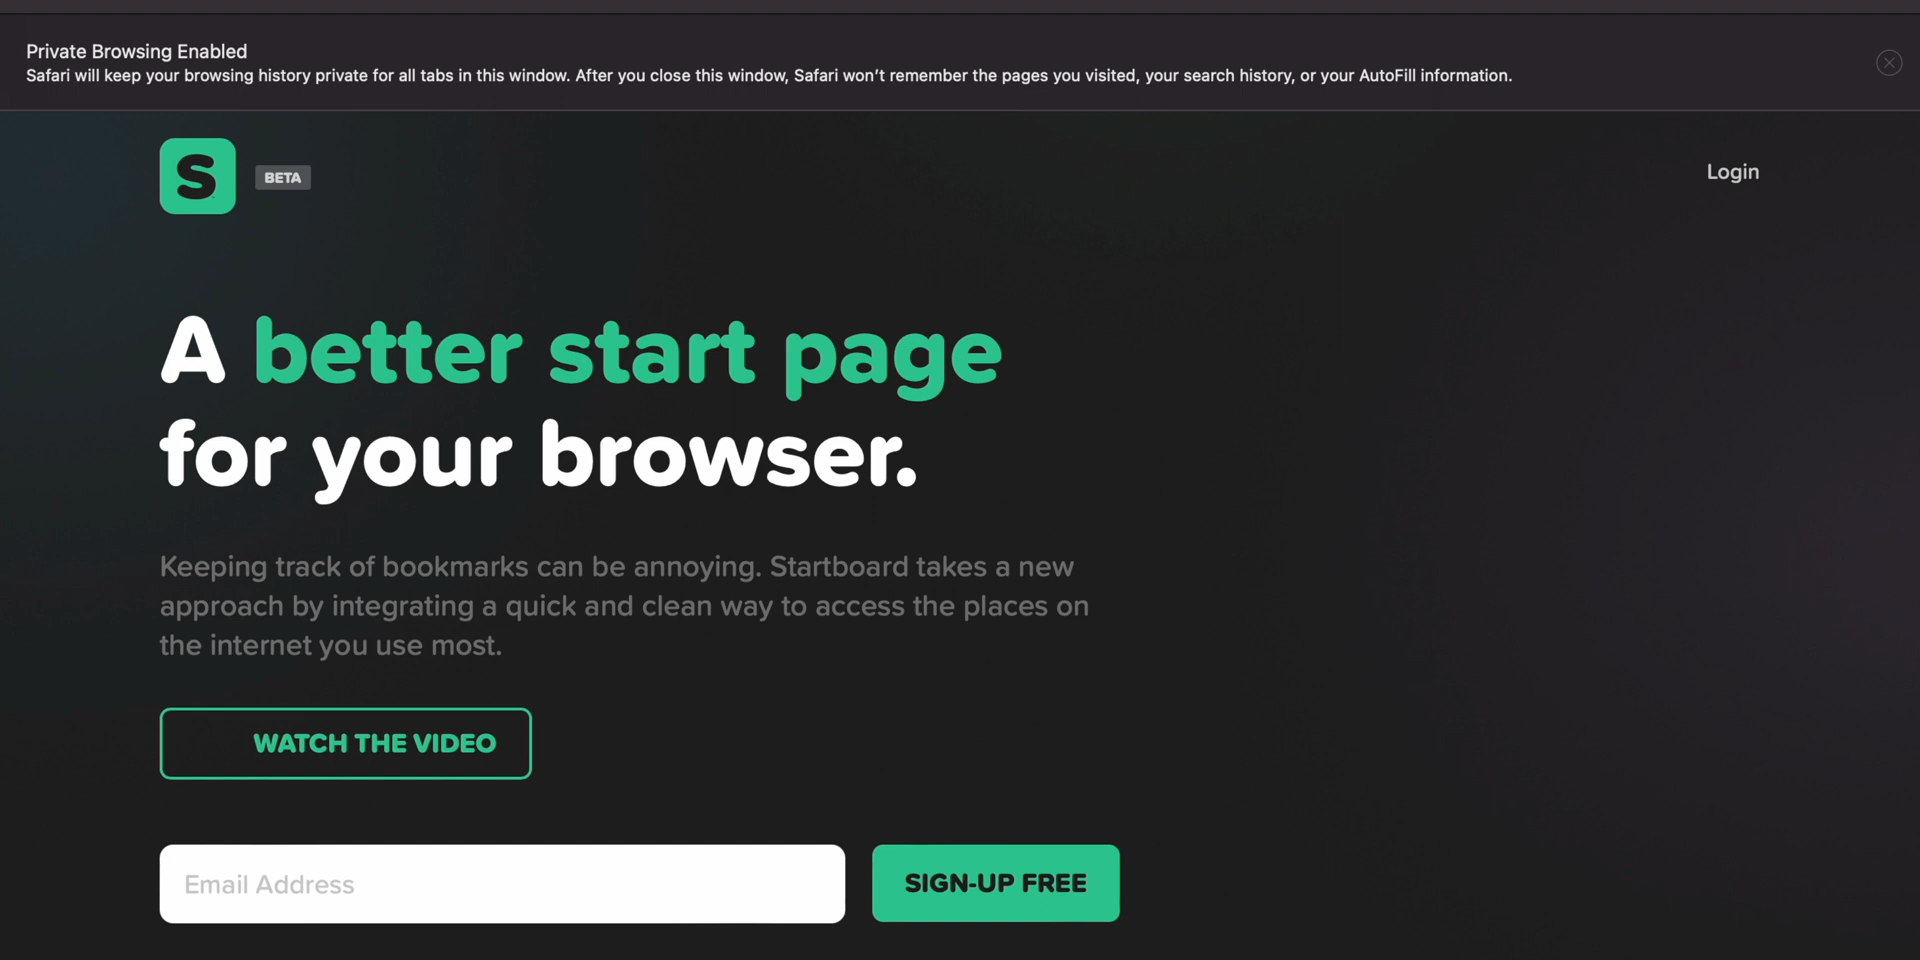 Private Browsing Enabled
Safari will keep your browsing history private for all tabs in this window. After you close this window, Safari won't remember the pages you visited, your search history, or your AutoFill information.
S
BETA
Login
A better start page
for your browser.
Keeping track of bookmarks can be annoying. Startboard takes a new
approach by integrating a quick and clean way to access the places on
the internet you use most.
WATCH THE VIDEO
Email Address
SIGN-UP FREE